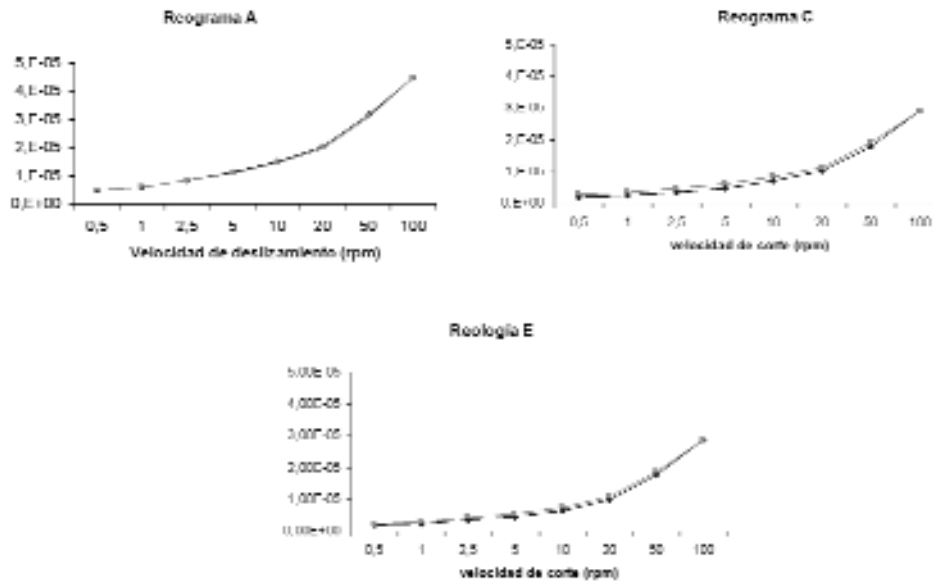 Reograma A
5,E-05
4,E-05
3,E-05
2,E-05
1,E-05
0,E+00
0,5 1 2,5 5 10 20 50 100
Velocidad de deslizamiento (rpm)
Reograma C
5,E-05
4,E-05
3,E-05
2,E-05
1,E-05
0,E+00
0,5 1 2,5 5 10 20 50 100
velocidad de corte (rpm)
Reología E
5,00E-05
4,00E-05
3,00E-05
2,00E-05
1,00E-05
0,00E+00
0,5 1 2,5 5 10 20 50 100
velocidad de corte (rpm)